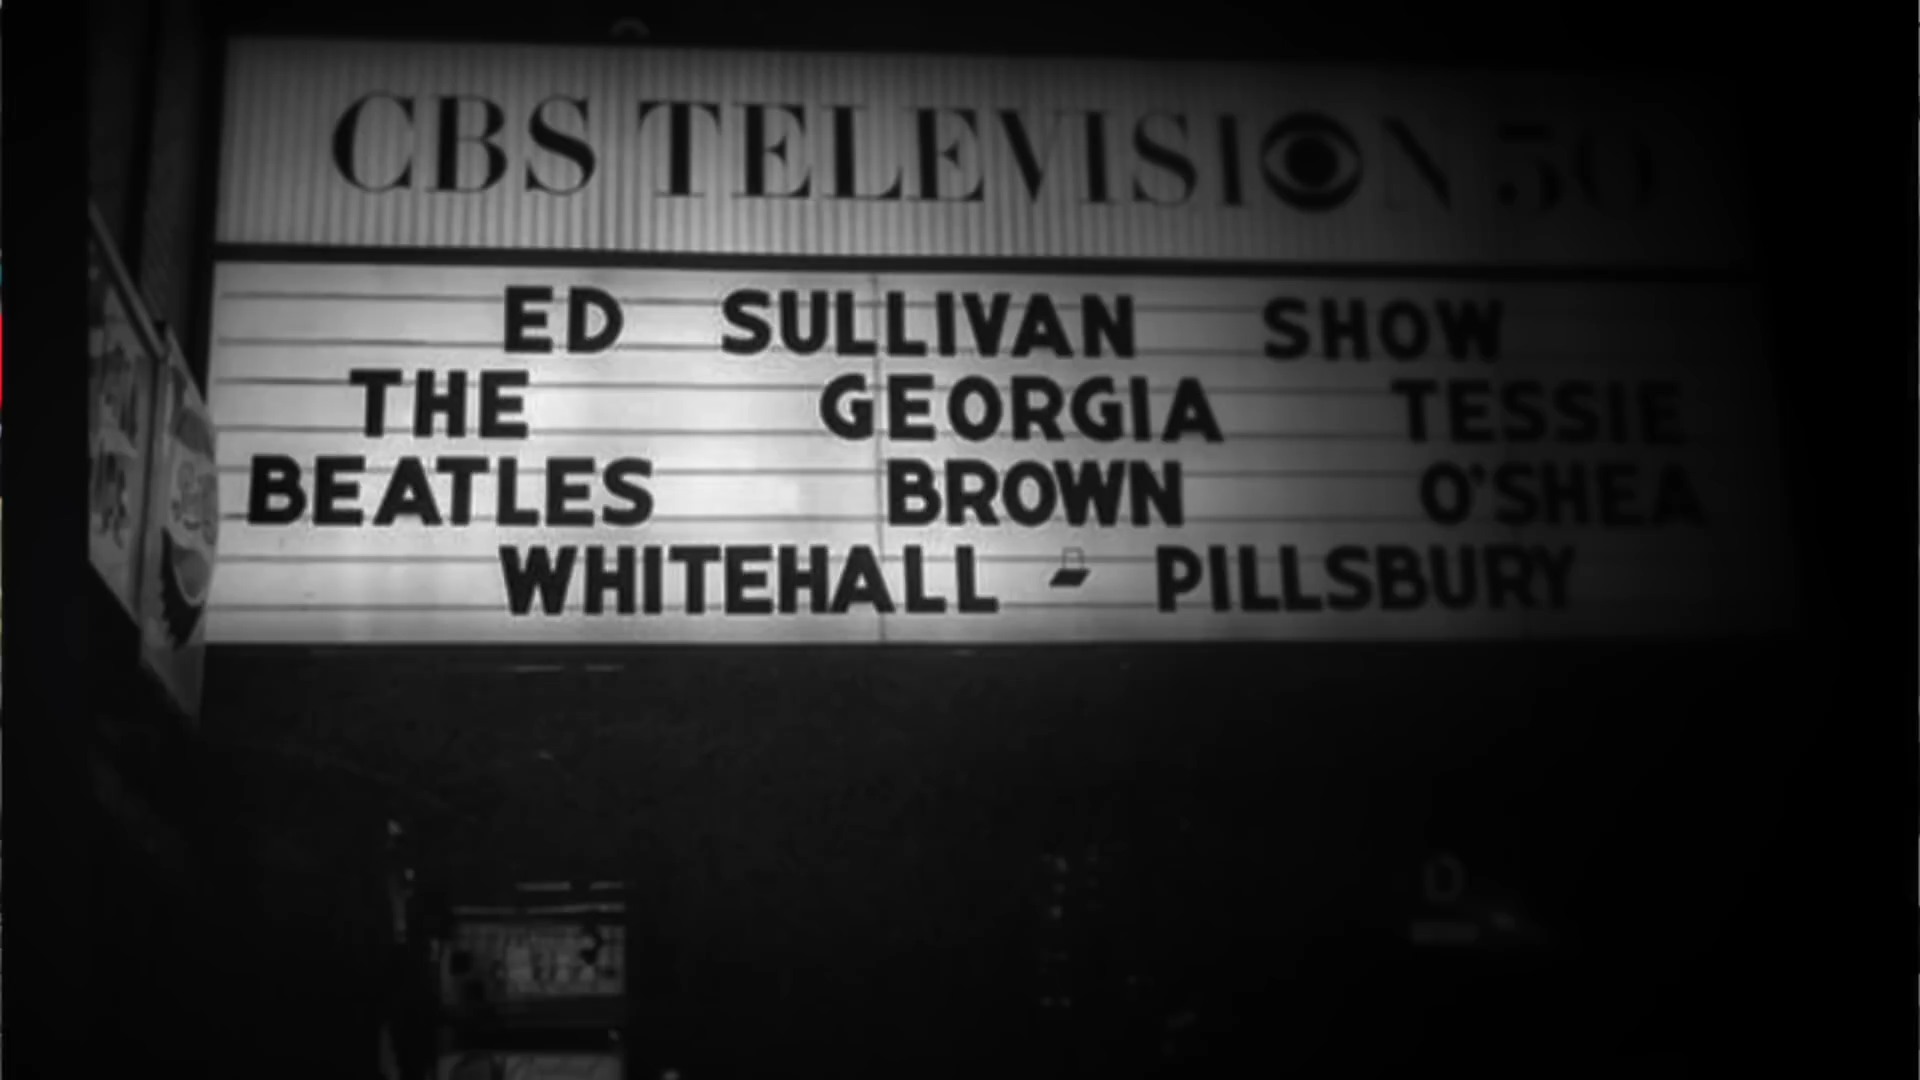 CBS TELEVISION 50
ED SULLIVAN SHOW
THE GEORGIA TESSIE
BEATLES BROWN O'SHEA
WHITEHALL - PILLSBURY